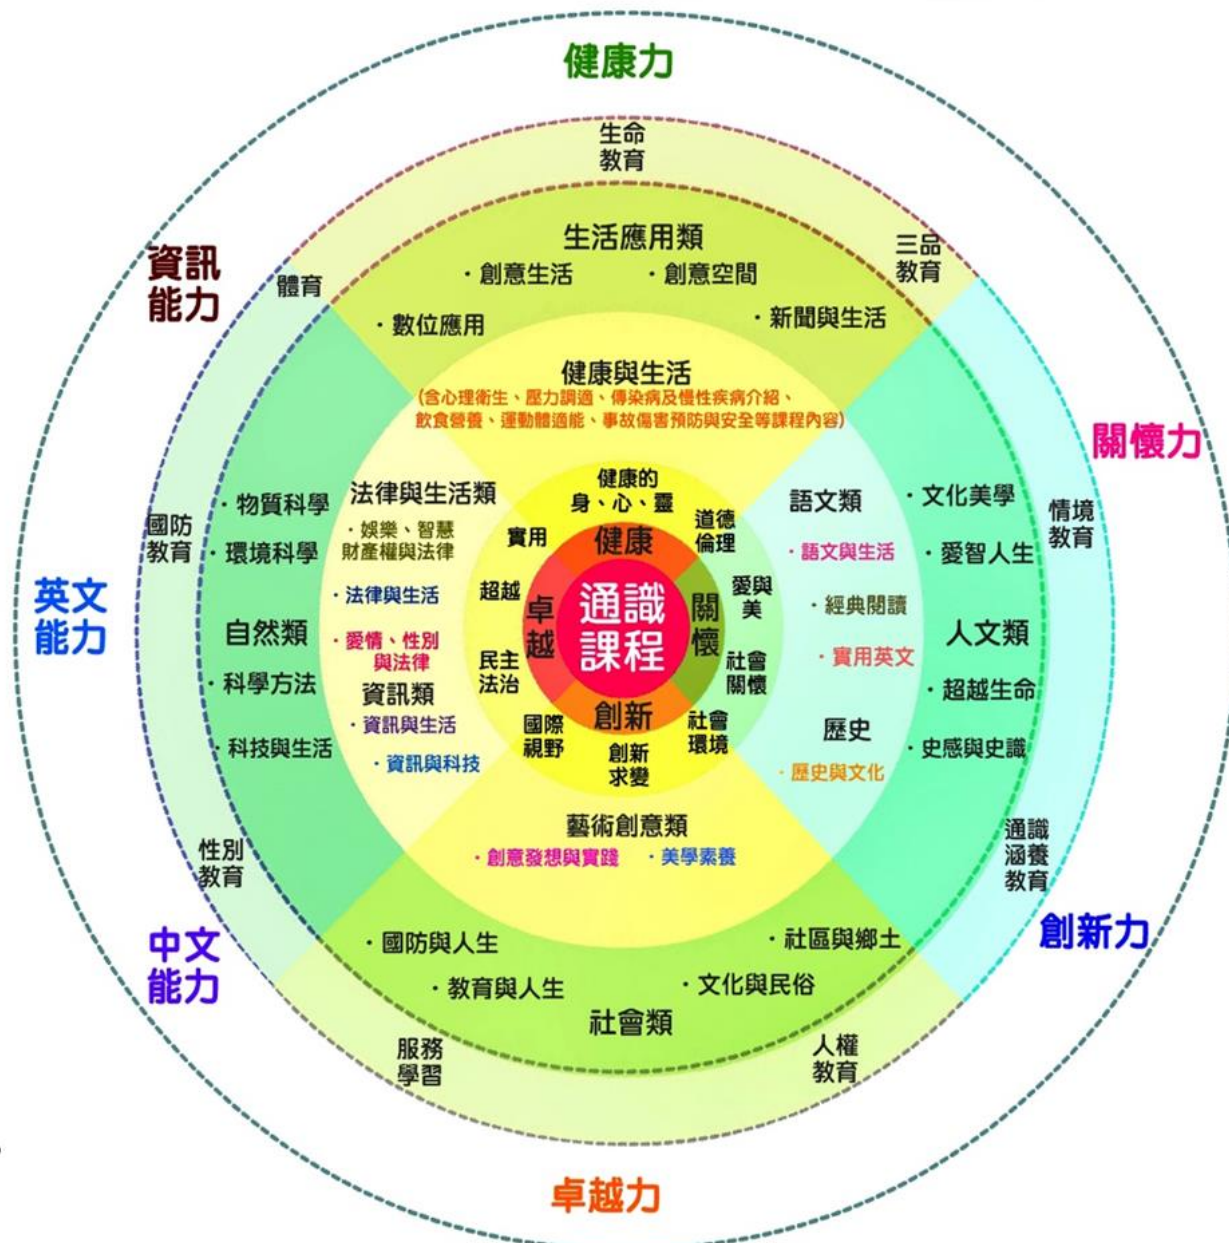 健康力
生命
教育
三品
教育
體育
資訊
能力
生活應用類
・創意生活
・創意空間
・數位應用
・新聞與生活
健康與生活
(含心理衛生、壓力調適、傳染病及慢性疾病介紹、
飲食營養、運動體適能、事故傷害預防與安全等課程內容)
關懷力
情境
教育
國防
教育
英文
能力
・物質科學
・環境科學
自然類
・科學方法
・科技與生活
法律與生活類
・娛樂、智慧
財產權與法律
・法律與生活
・愛情、性別
與法律
資訊類
・資訊與生活
・資訊與科技
健康的
身、心、靈
實用
超越
民主
法治
國際
視野
創新
求變
社會
環境
社會
關懷
愛與
美
道德
倫理
健康
卓越
關懷
創新
通識
課程
語文類
・語文與生活
・經典閱讀
・實用英文
歷史
・歷史與文化
・文化美學
・愛智人生
人文類
・超越生命
・史感與史識
藝術創意類
・創意發想與實踐
・美學素養
性別
教育
通識
涵養
教育
中文
能力
創新力
・國防與人生
・教育與人生
・社區與鄉土
・文化與民俗
社會類
服務
學習
人權
教育
卓越力